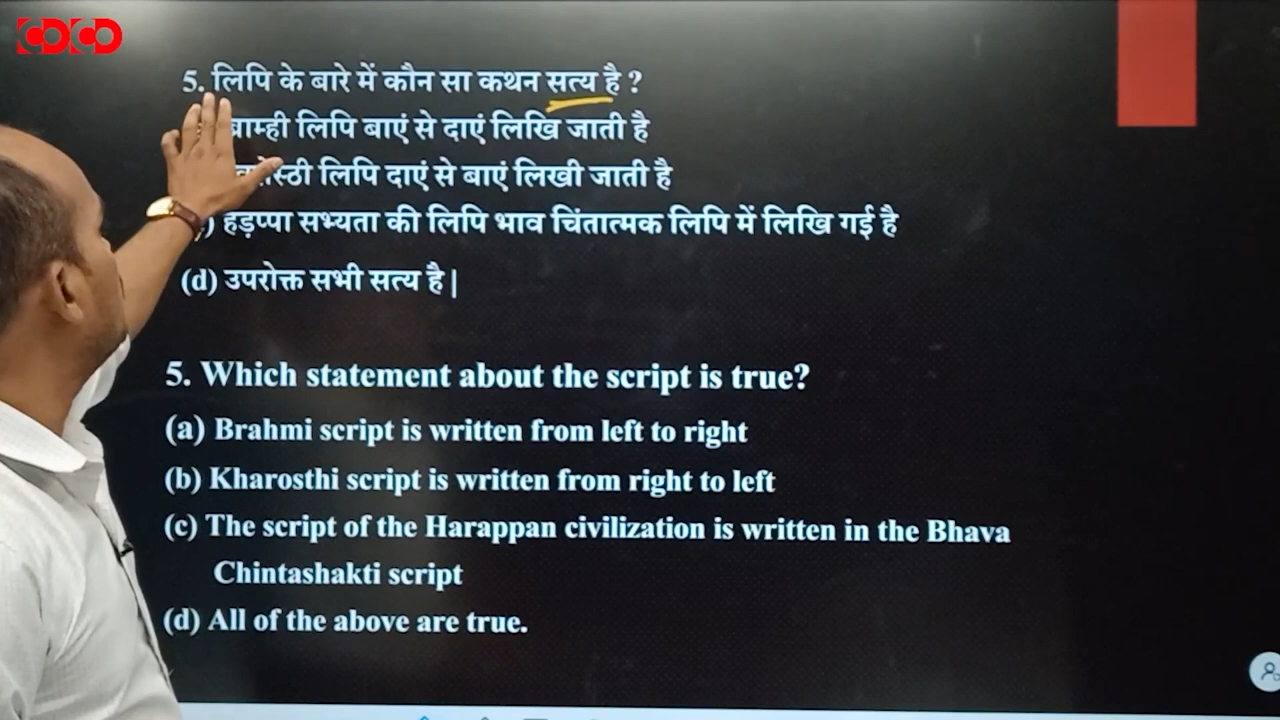 COCO
5. लिपि के बारे में कौन सा कथन सत्य है ?
ब्राम्ही लिपि बाएं से दाएं लिखि जाती है
लिपि दाएं से बाएं लिखी जाती है
) हड़प्पा सभ्यता की लिपि भाव चिंतात्मक लिपि में लिखि गई है
(d) उपरोक्त सभी सत्य है |
5. Which statement about the script is true?
(a) Brahmi script is written from left to right
(b) Kharosthi script is written from right to left
(c) The script of the Harappan civilization is written in the Bhava
Chintashakti script
(d) All of the above are true.